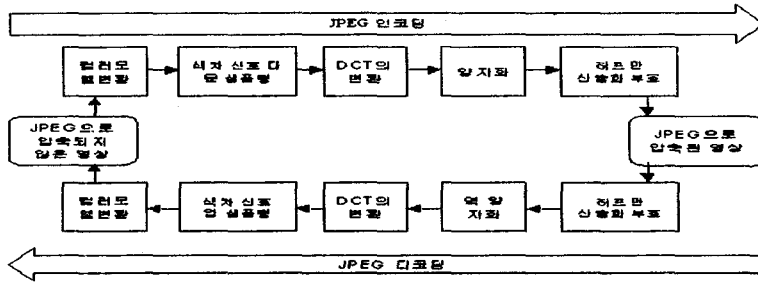 JPEG 인코딩
컬러모
델변환
색차 신호 다
운샘플링
DCT의
변환
양 자화
허프만
산술화 부호
JPEG으로
압축되지
않은 영상
JPEG으로
압축된 영상
컬러모
델변환
색차 신호
업 샘플링
DCT의
변환
역 양
자화
허프만
산술화 부호
JPEG 디코딩